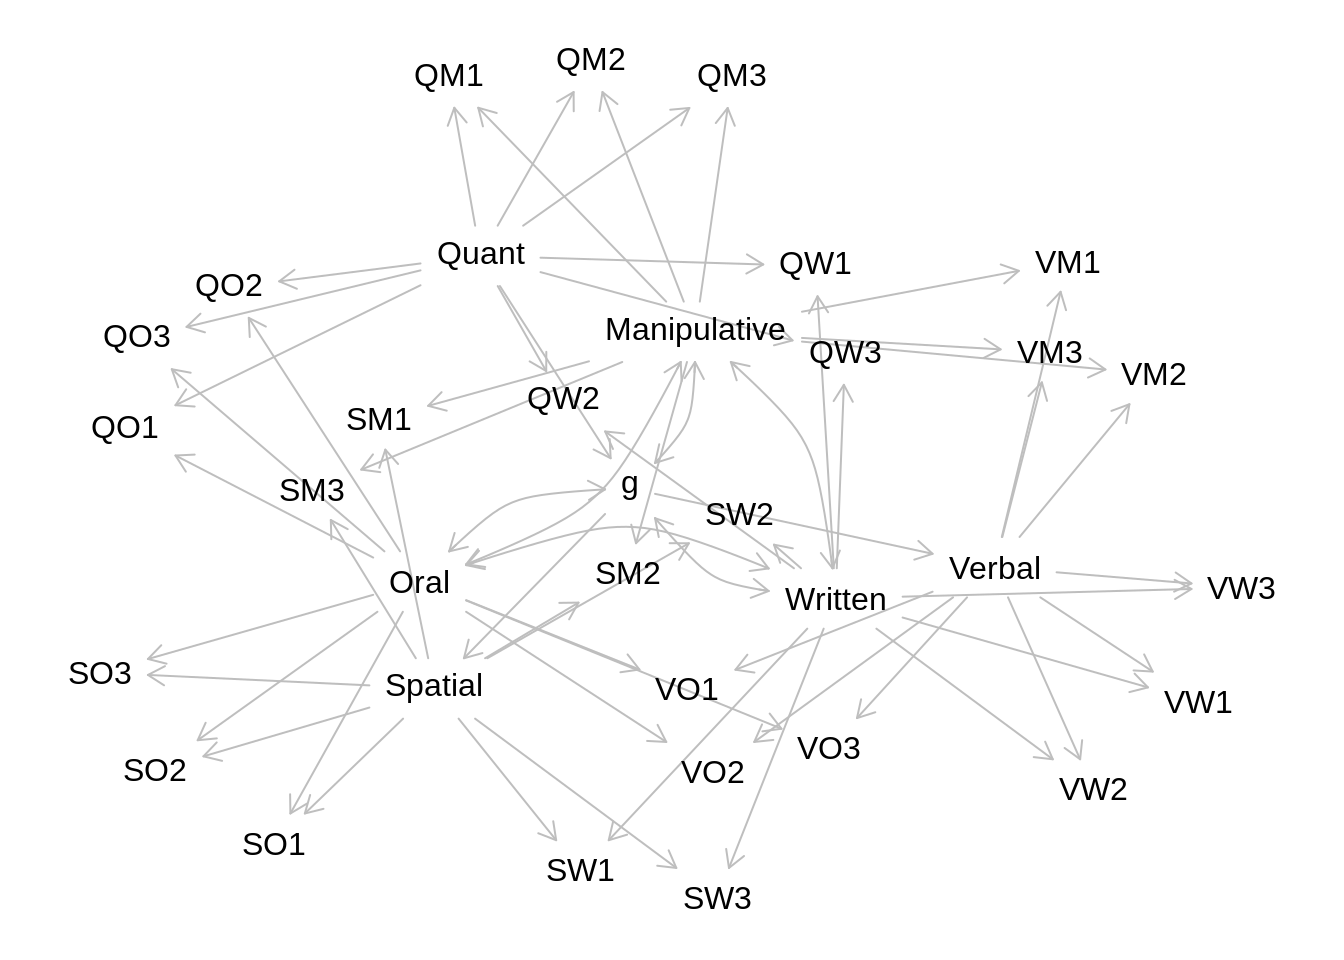 QM2
QM1
QM3
Quant
QW1
VM1
QO2
Manipulative
QO3
QW3
VM3
VM2
QW2
SM1
QO1
g
SM3
SW2
Verbal
SM2
Oral
VW3
Written
SO3
Spatial
VO1
VW1
VO3
SO2
VO2
VW2
SO1
SW1
SW3